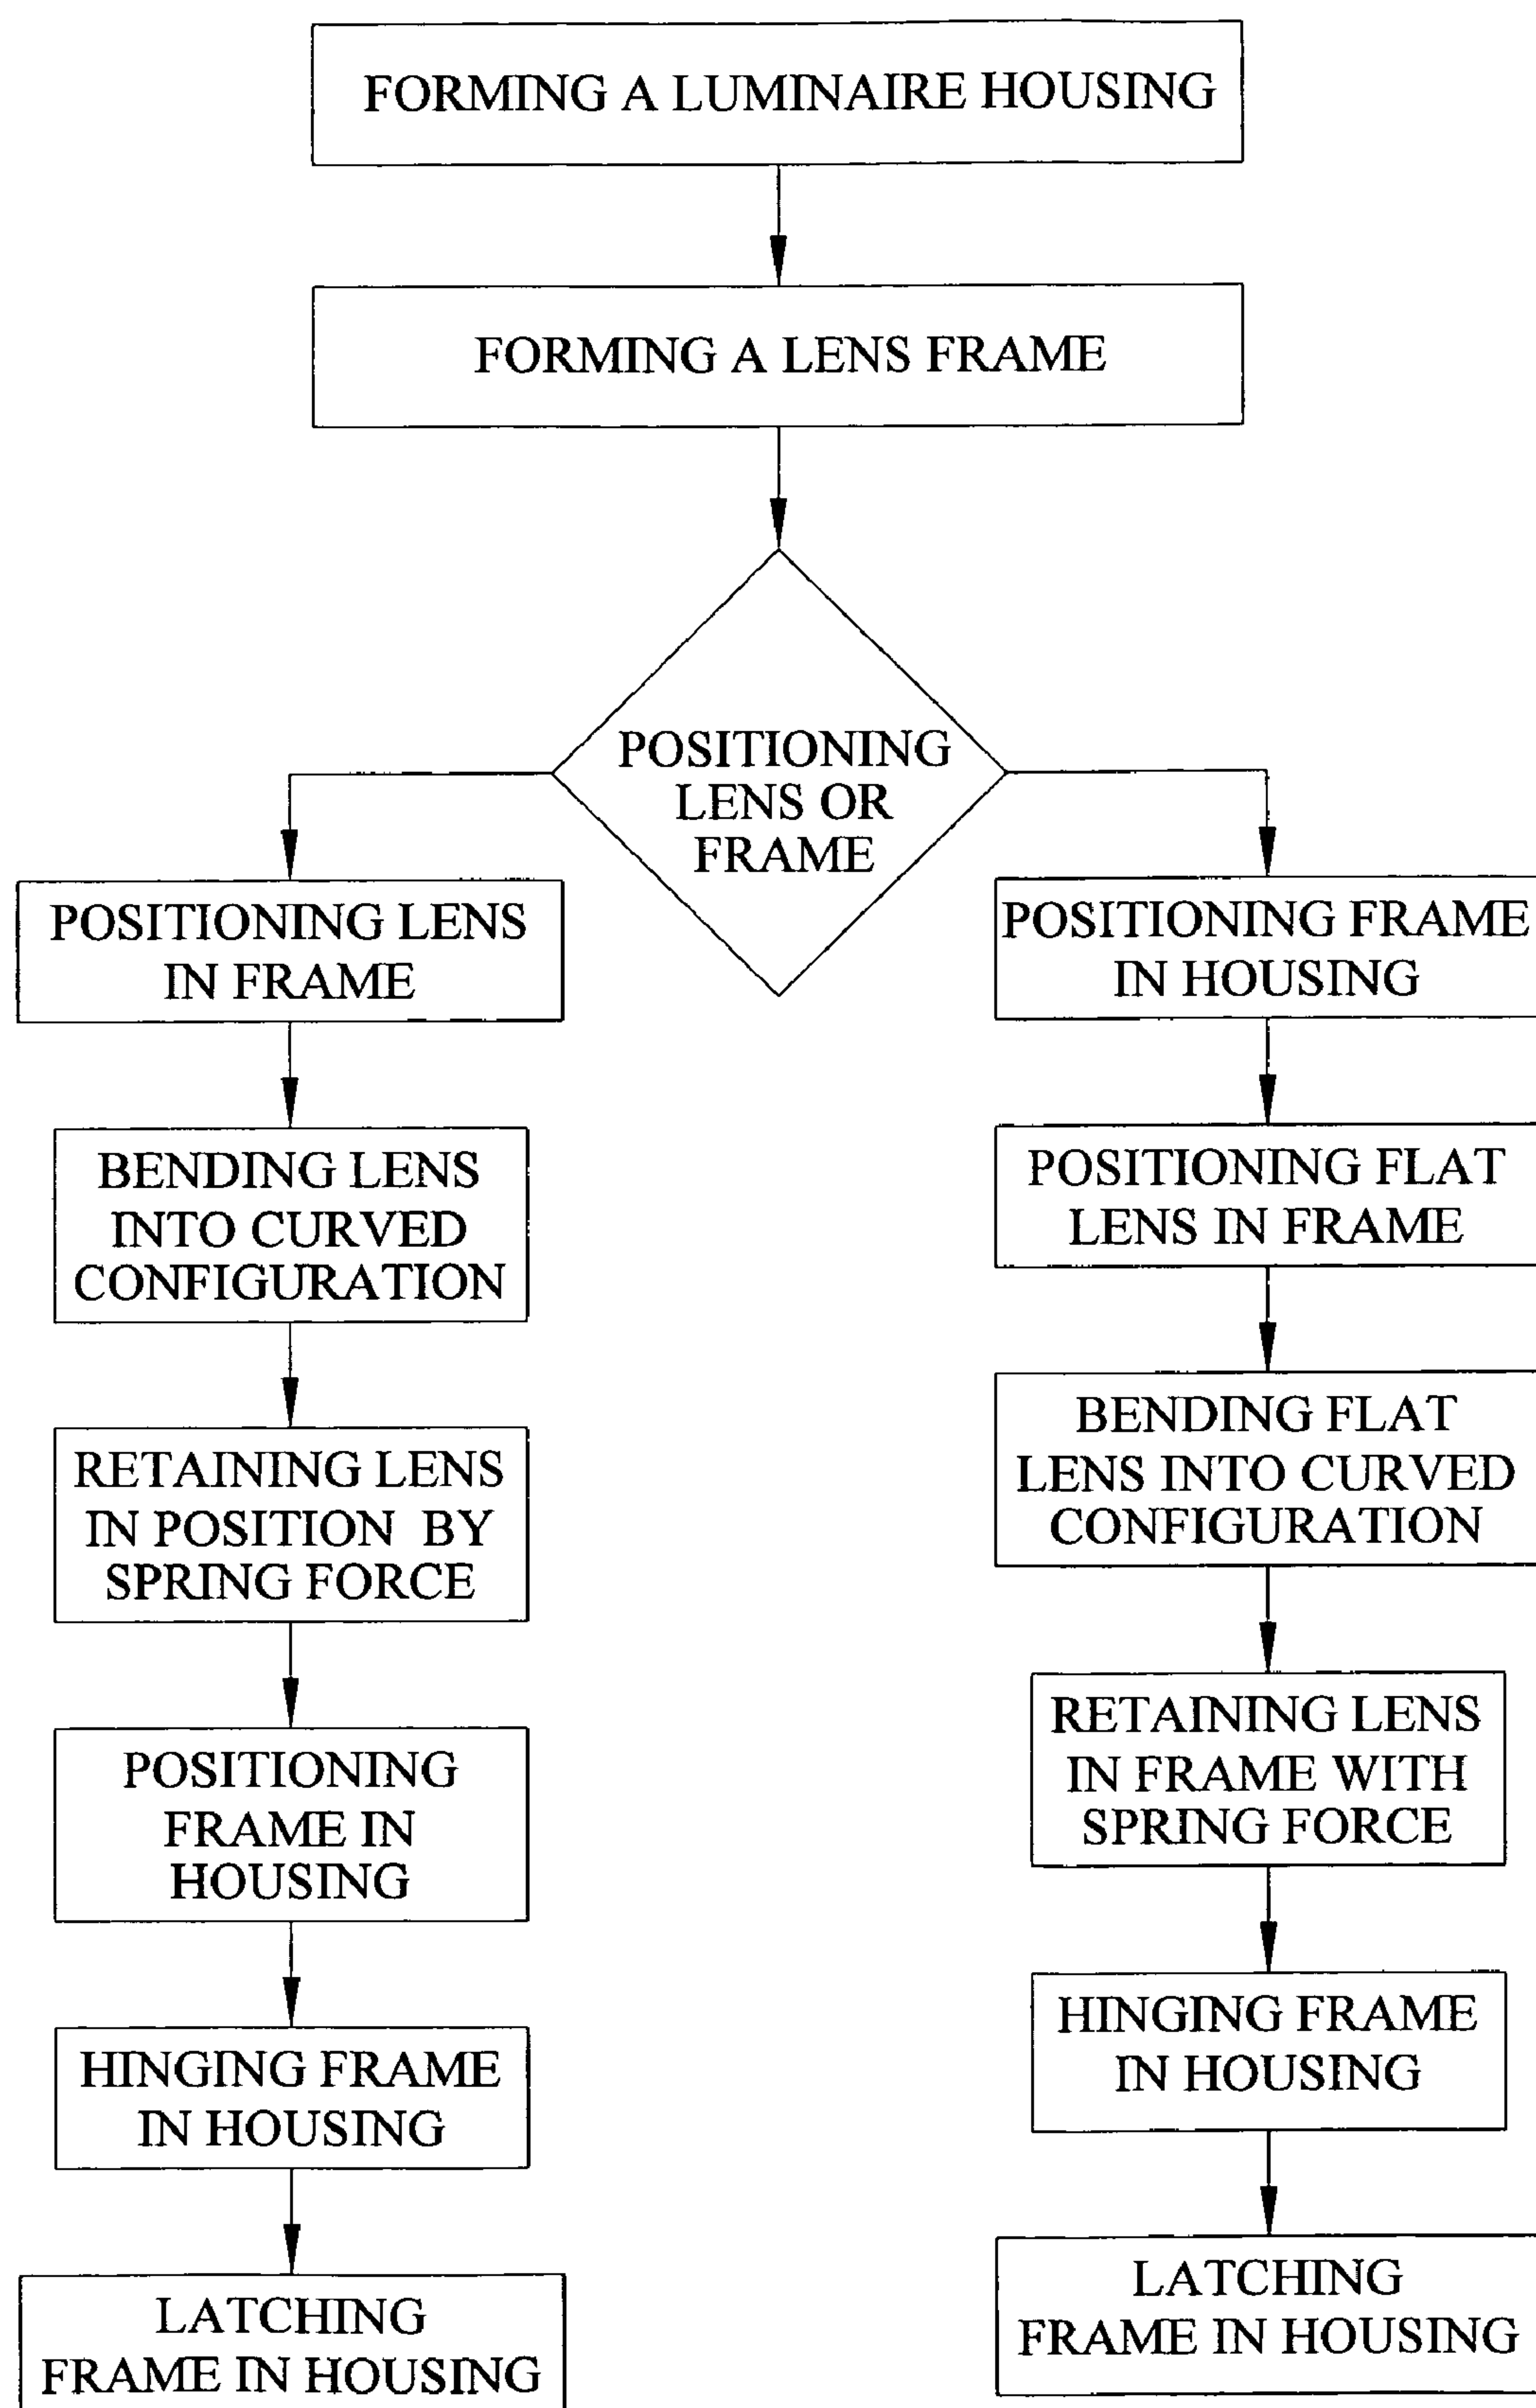 FORMING A LUMINAIRE HOUSING
FORMING A LENS FRAME
POSITIONING
LENS OR
FRAME
POSITIONING LENS
IN FRAME
BENDING LENS
INTO CURVED
CONFIGURATION
RETAINING LENS
IN POSITION BY
SPRING FORCE
POSITIONING
FRAME IN
HOUSING
HINGING FRAME
IN HOUSING
LATCHING
FRAME IN HOUSING
POSITIONING FRAME
IN HOUSING
POSITIONING FLAT
LENS IN FRAME
BENDING FLAT
LENS INTO CURVED
CONFIGURATION
RETAINING LENS
IN FRAME WITH
SPRING FORCE
HINGING FRAME
IN HOUSING
LATCHING
FRAME IN HOUSING